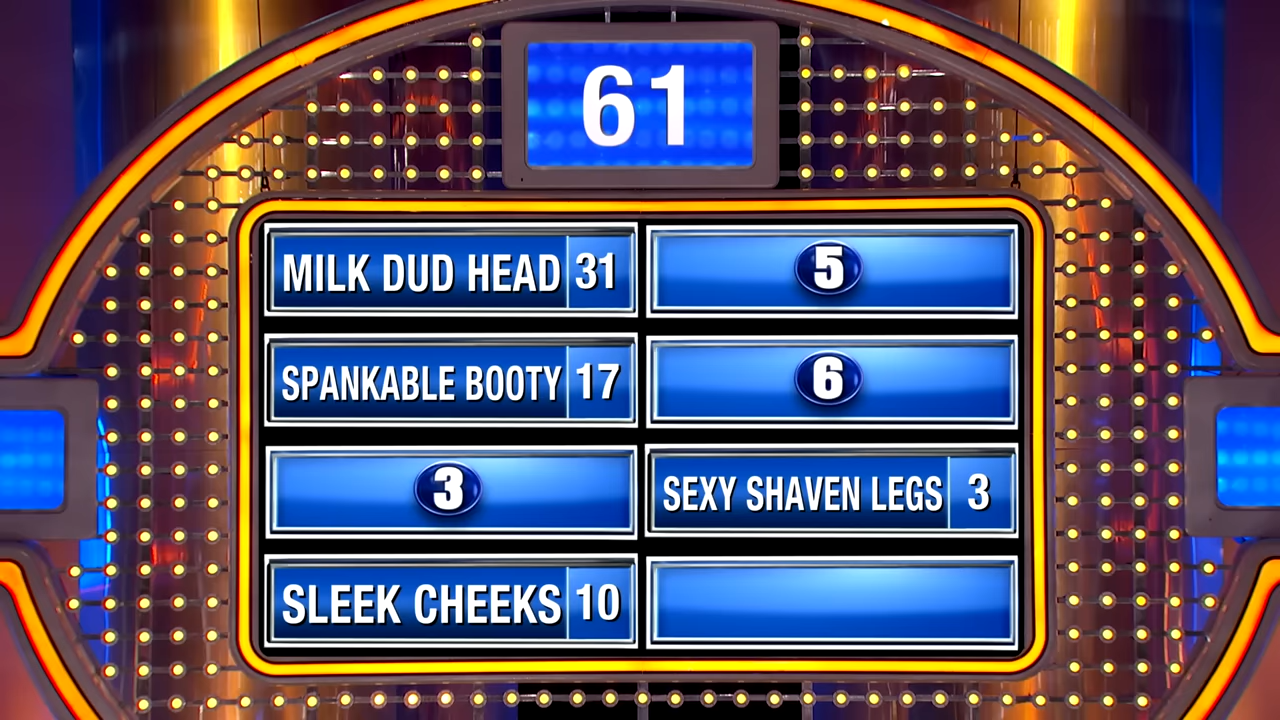 61
MILK DUD HEAD 31
5
SPANKABLE BOOTY 17
6
3
SEXY SHAVEN LEGS 3
SLEEK CHEEKS 10